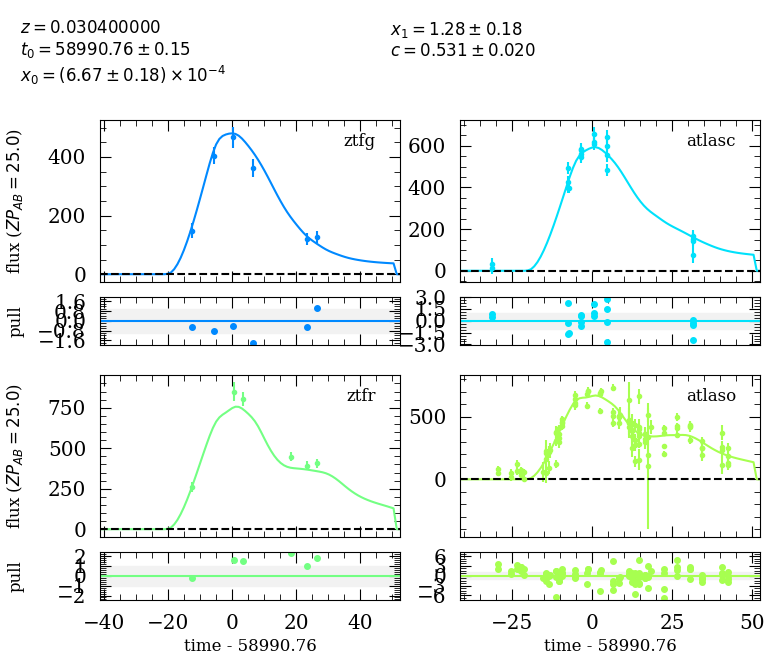 z = 0.030400000
t0 = 58990.76 ± 0.15
x0 = (6.67 ± 0.18) × 10^−4
x1 = 1.28 ± 0.18
c = 0.531 ± 0.020
flux (ZP_AB = 25.0)
400
200
0
ztfg
600
400
200
0
atlasc
pull
1.6
0.8
0.0
−0.8
−1.6
3.0
1.5
0.0
−1.5
−3.0
flux (ZP_AB = 25.0)
750
500
250
0
ztfr
500
0
atlaso
pull
2
1
0
−1
−2
6
3
0
−3
−6
−40 −20 0 20 40
−25 0 25 50
time - 58990.76
time - 58990.76